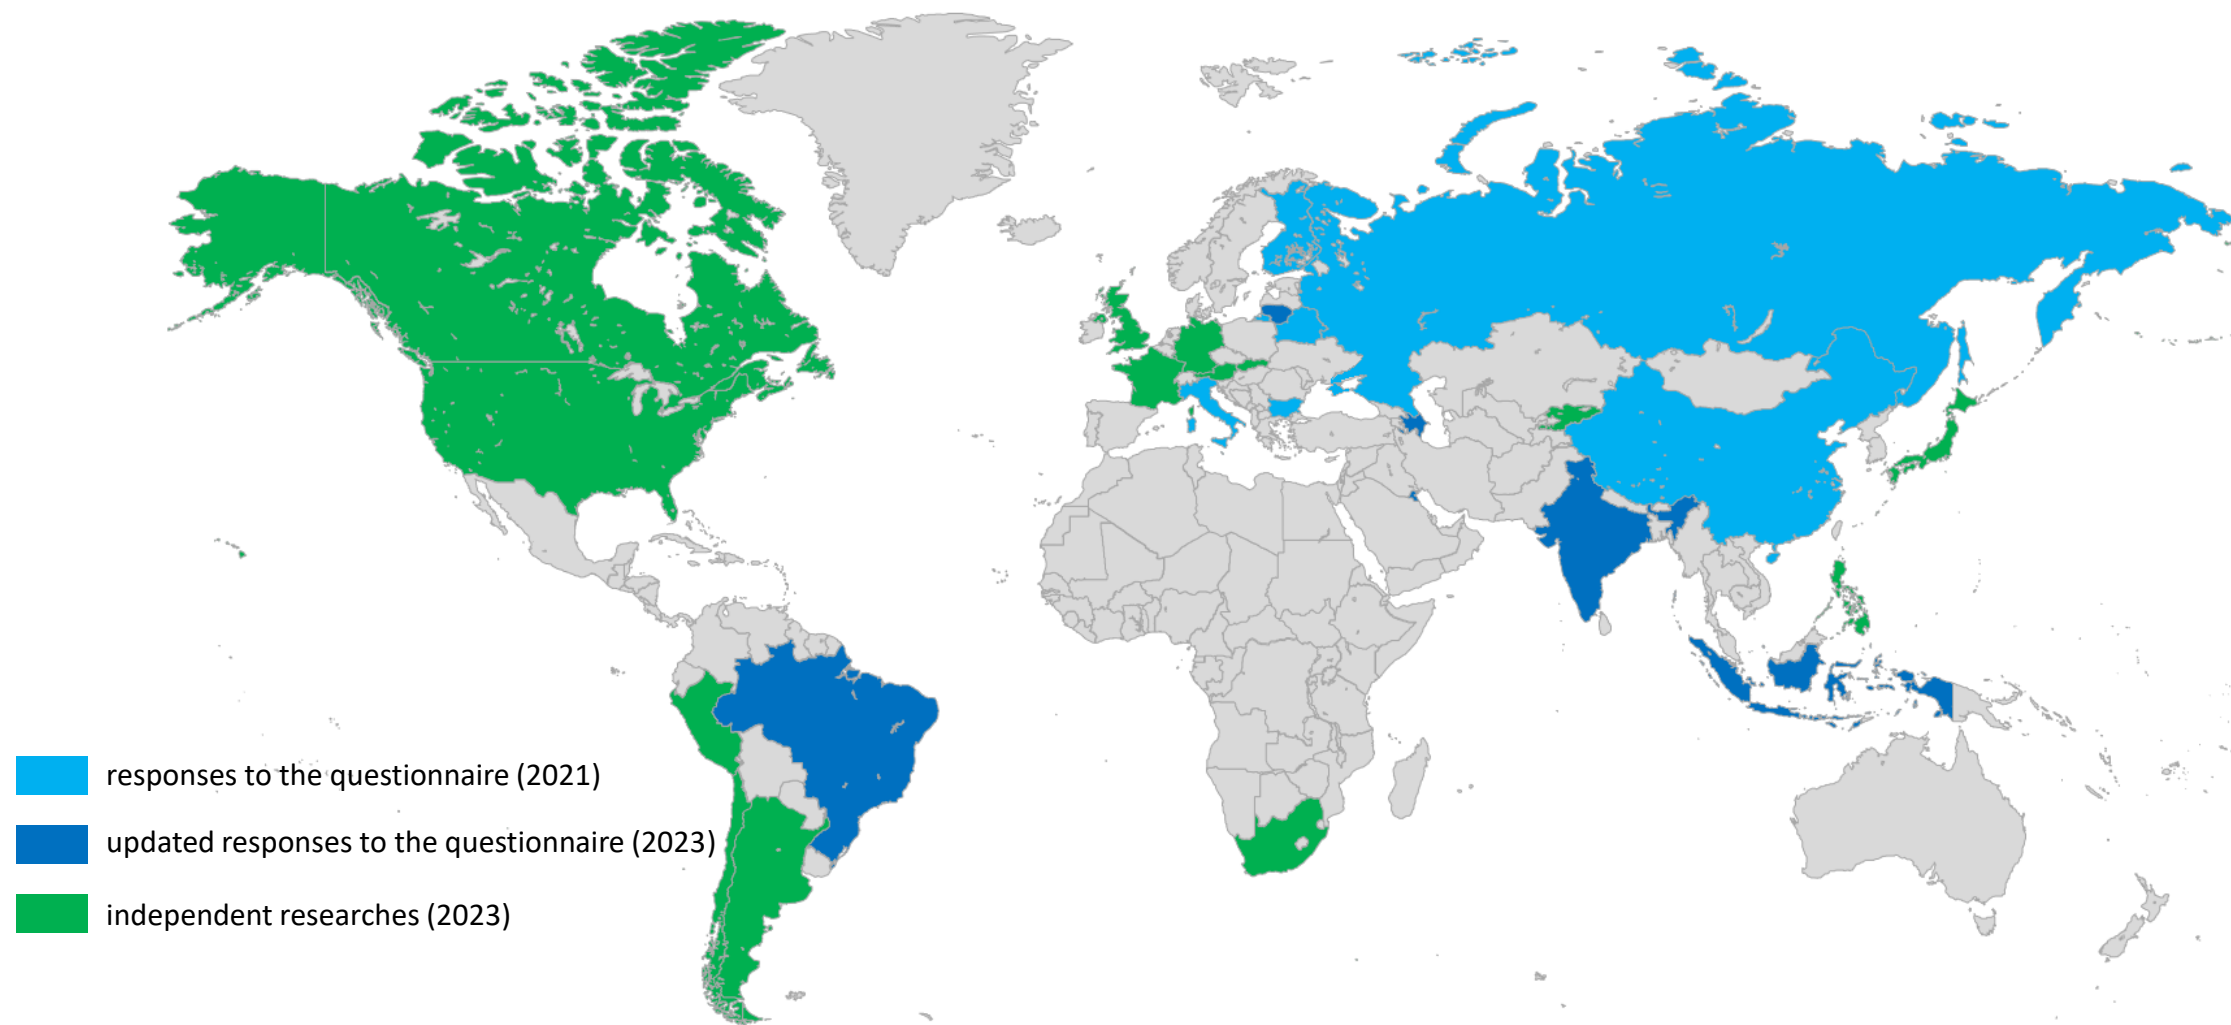 responses to the questionnaire (2021)
updated responses to the questionnaire (2023)
independent researches (2023)